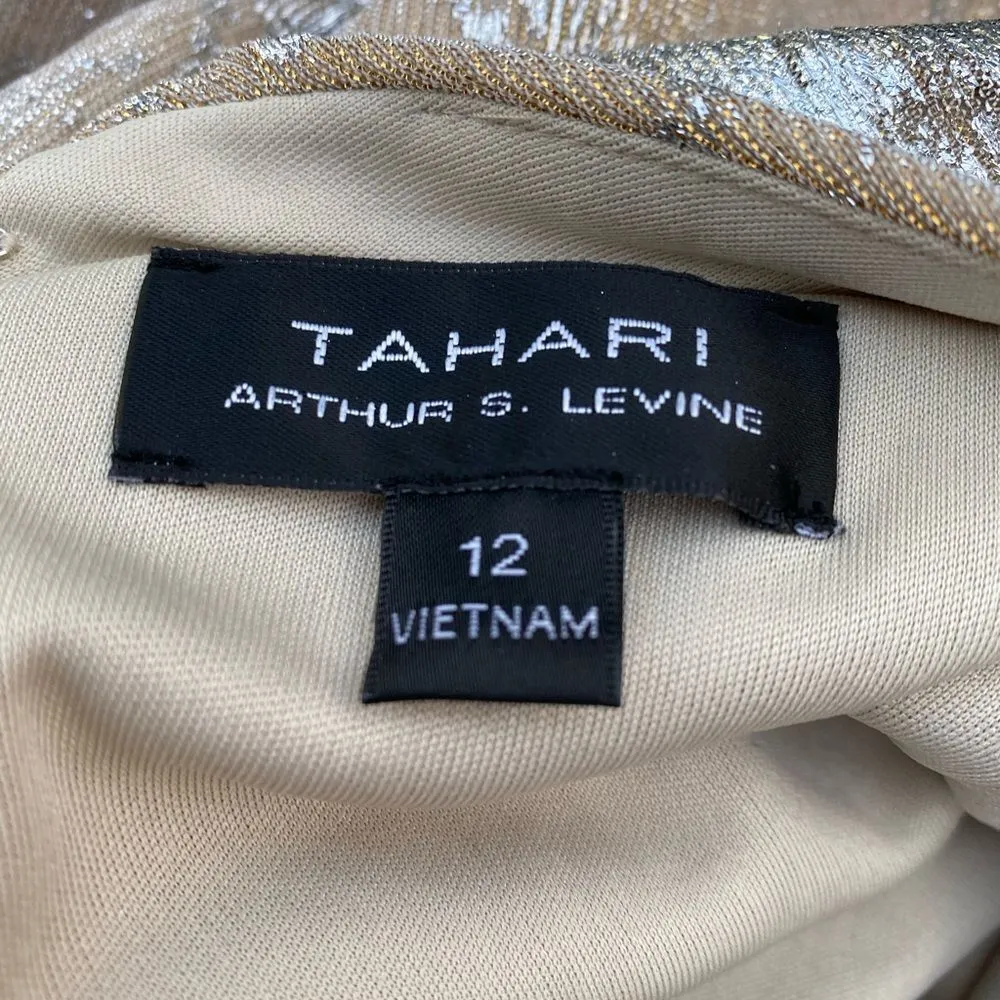 TAHARI
ARTHUR S. LEVINE
12
VIETNAM